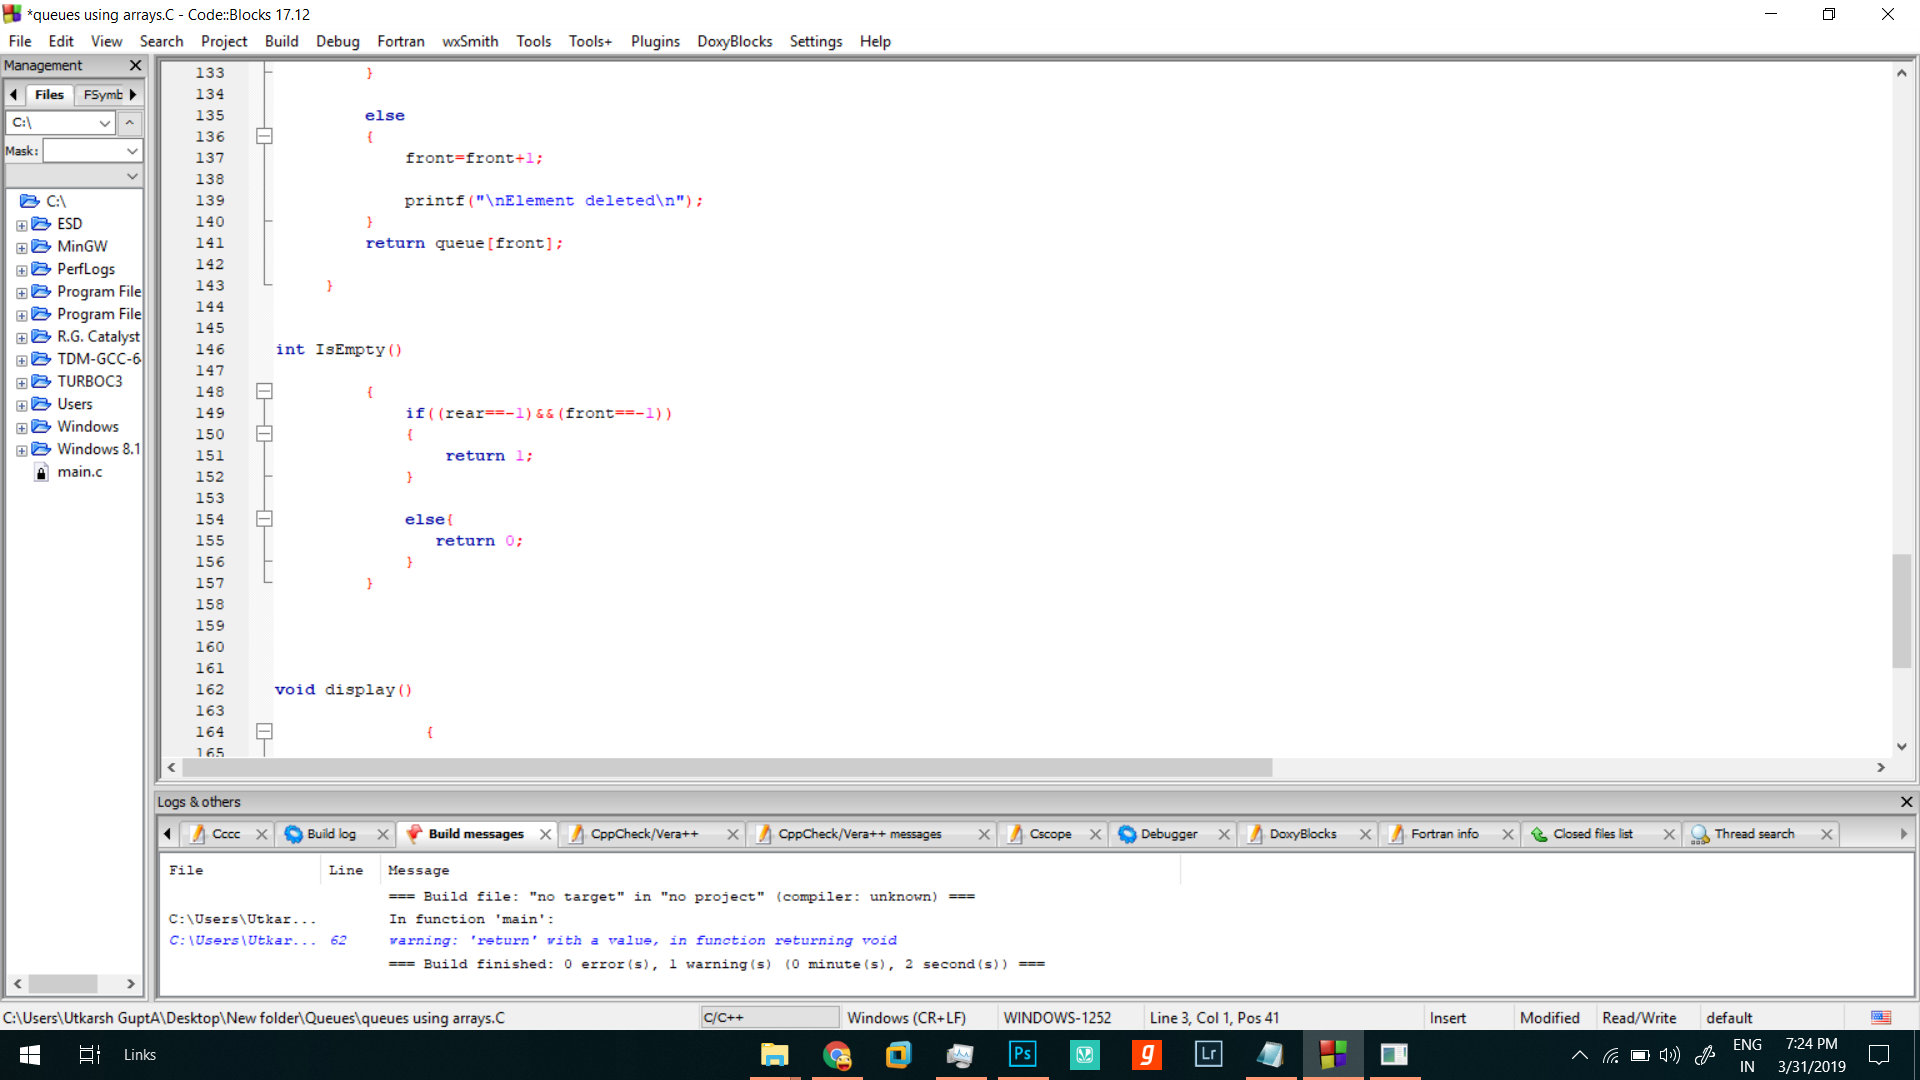 *queues using arrays.C - Code::Blocks 17.12
File Edit View Search Project Build Debug Fortran wxSmith Tools Tools+ Plugins DoxyBlocks Settings Help
Management
Files FSymb
C:\
Mask:
C:\
ESD
MinGW
PerfLogs
Program File
Program File
R.G. Catalyst
TDM-GCC-6
TURBOC3
Users
Windows
Windows 8.1
main.c
133 }
134
135 else
136 {
137 front=front+1;
138
139 printf("\nElement deleted\n");
140 }
141 return queue[front];
142
143 }
144
145
146 int IsEmpty()
147
148 {
149 if((rear==-1)&&(front==-1))
150 {
151 return 1;
152 }
153
154 else{
155 return 0;
156 }
157 }
158
159
160
161
162 void display()
163
164 {
165
Logs & others
Cccc Build log Build messages CppCheck/Vera++ CppCheck/Vera++ messages Cscope Debugger DoxyBlocks Fortran info Closed files list Thread search
File Line Message
=== Build file: "no target" in "no project" (compiler: unknown) ===
C:\Users\Utkar... In function 'main':
C:\Users\Utkar... 62 warning: 'return' with a value, in function returning void
=== Build finished: 0 error(s), 1 warning(s) (0 minute(s), 2 second(s)) ===
C:\Users\Utkarsh GuptA\Desktop\New folder\Queues\queues using arrays.C C/C++ Windows (CR+LF) WINDOWS-1252 Line 3, Col 1, Pos 41 Insert Modified Read/Write default
Links
Ps
g
Lr
ENG
IN
7:24 PM
3/31/2019